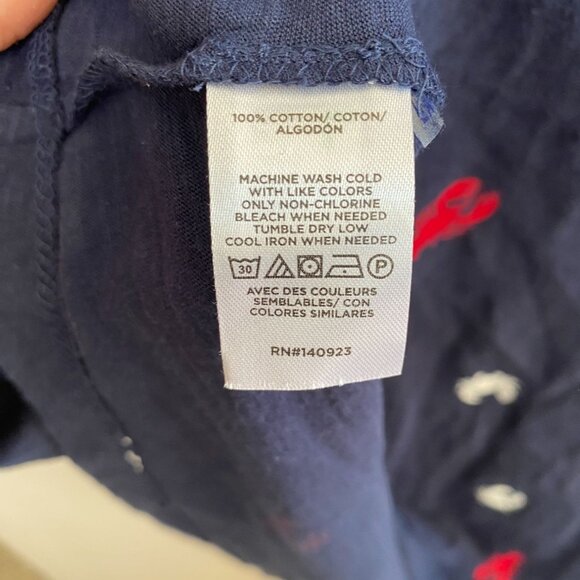 100% COTTON/ COTON/
ALGODÓN
MACHINE WASH COLD
WITH LIKE COLORS
ONLY NON-CHLORINE
BLEACH WHEN NEEDED
TUMBLE DRY LOW
COOL IRON WHEN NEEDED
30 P
AVEC DES COULEURS
SEMBLABLES/ CON
COLORES SIMILARES
RN#140923